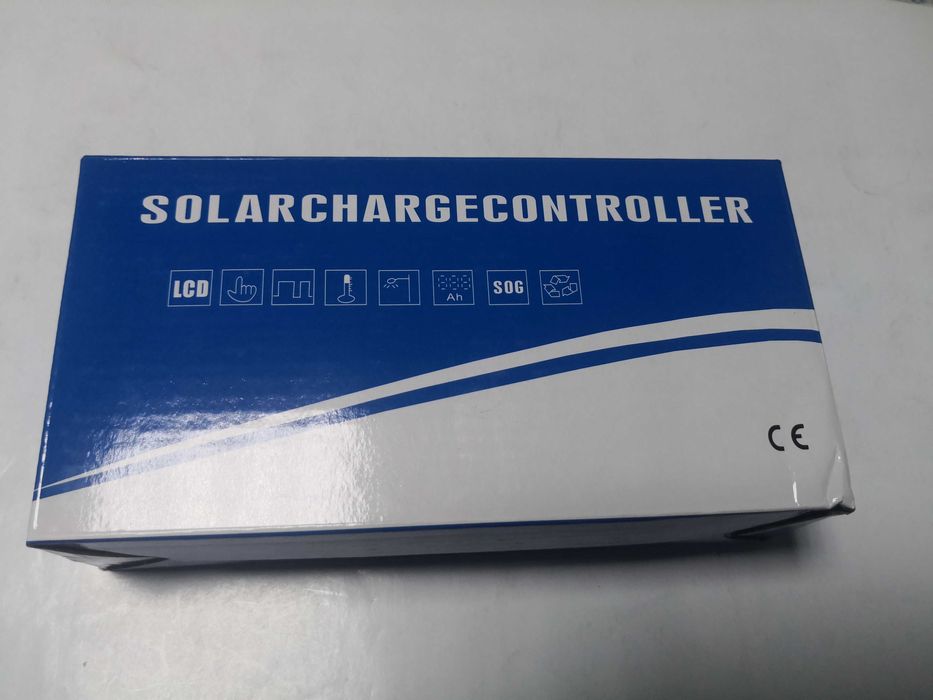 SOLARCHARGECONTROLLER
LCD
Ah
SOG
CE